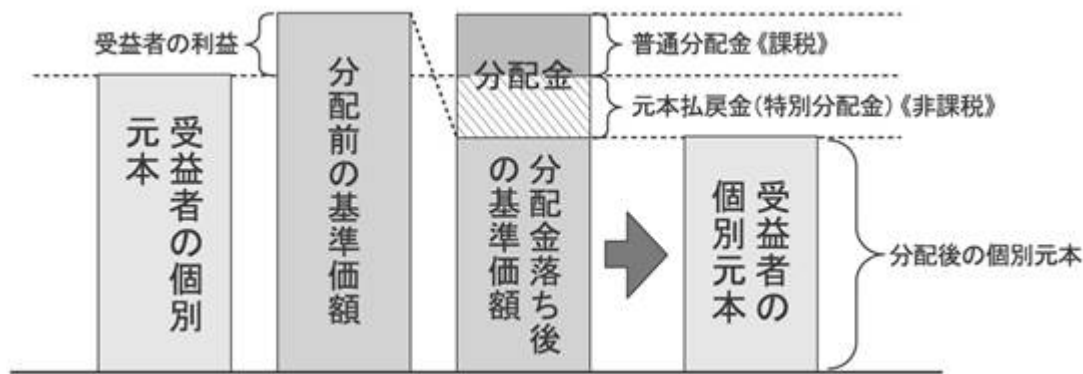 受益者の利益
受益者の個別
元本
分配前の基準価額
分配金
分配金落ち後
の基準価額
普通分配金《課税》
元本払戻金(特別分配金)《非課税》
受益者の
個別元本
分配後の個別元本